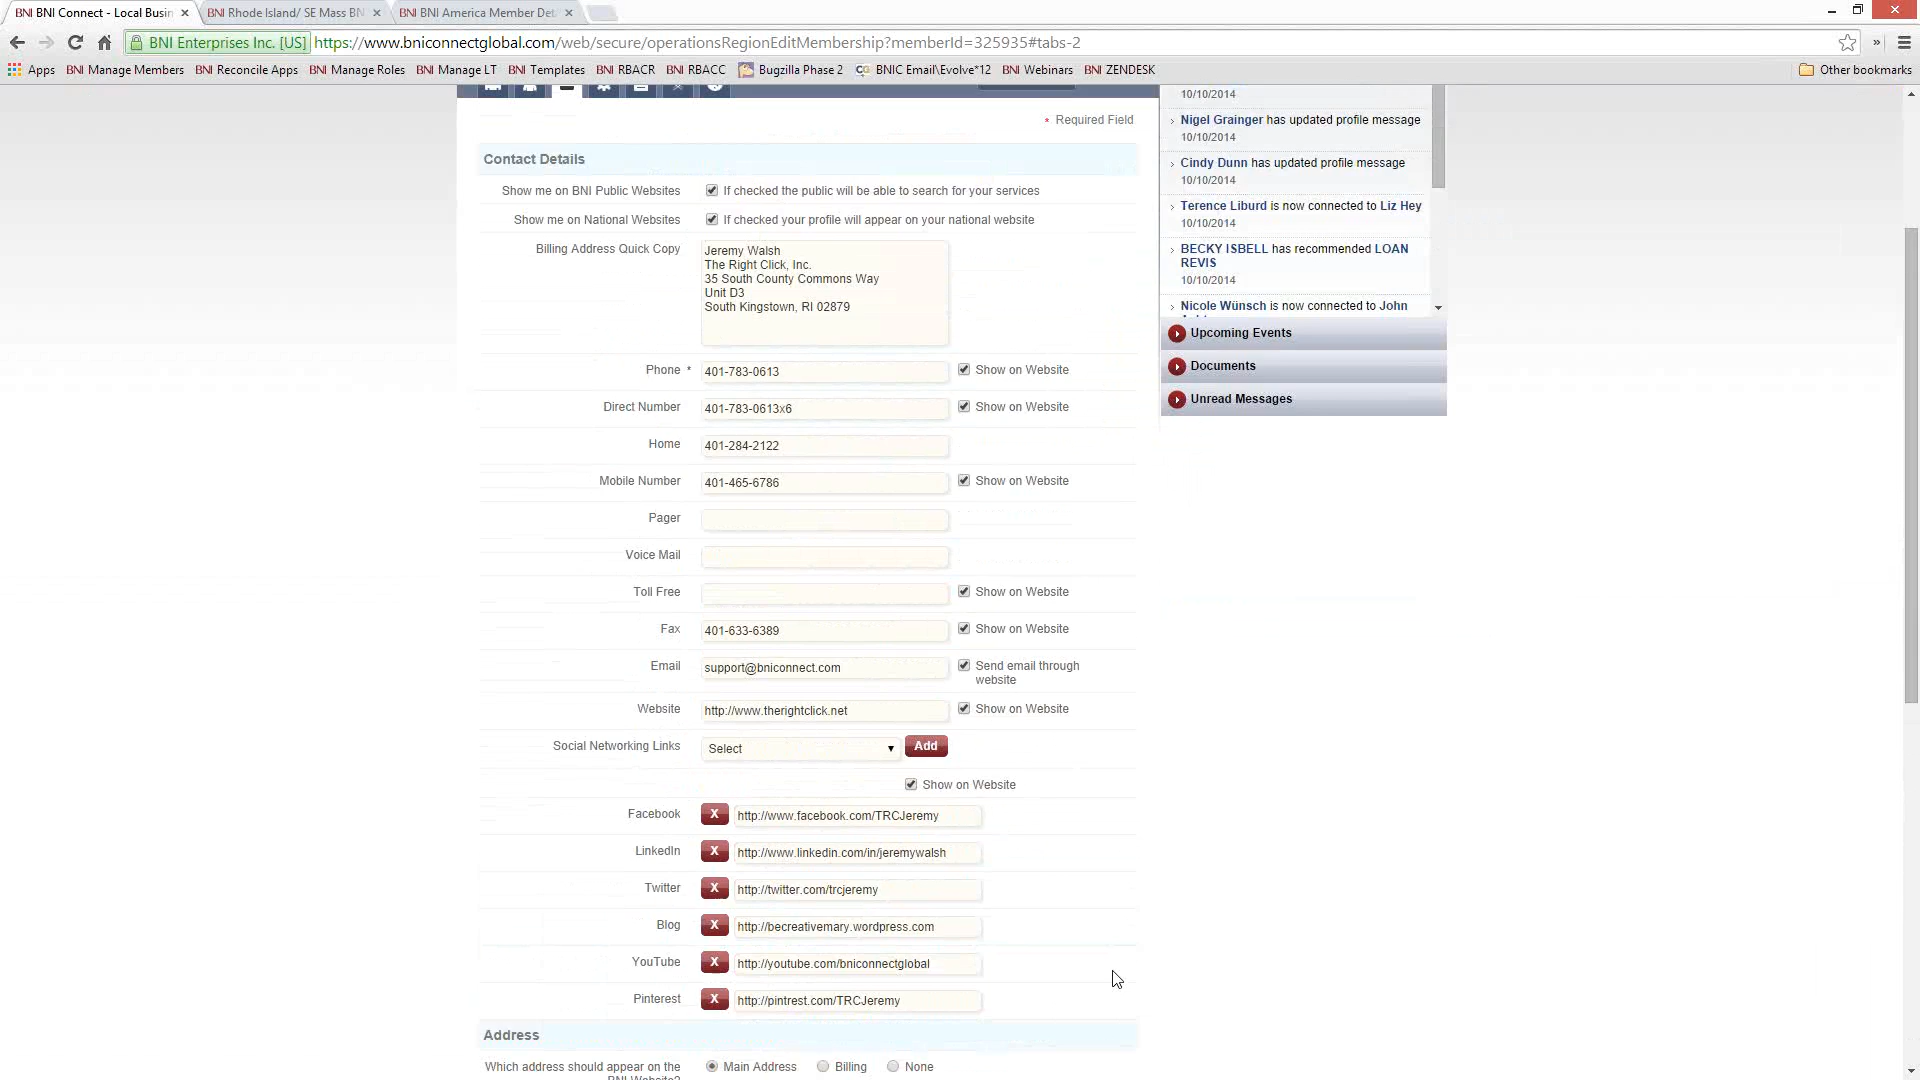 BNI BNI Connect - Local Busin
BNI Rhode Island/ SE Mass BN
BNI BNI America Member Det
BNI Enterprises Inc. [US] https://www.bniconnectglobal.com/web/secure/operationsRegionEditMembership?memberId=325935#tabs-2
Apps BNI Manage Members BNI Reconcile Apps BNI Manage Roles BNI Manage LT BNI Templates BNI RBACR BNI RBACC Bugzilla Phase 2 BNIC Email\Evolve*12 BNI Webinars BNI ZENDESK Other bookmarks
* Required Field
Contact Details
Show me on BNI Public Websites If checked the public will be able to search for your services
Show me on National Websites If checked your profile will appear on your national website
Billing Address Quick Copy
Jeremy Walsh
The Right Click, Inc.
35 South County Commons Way
Unit D3
South Kingstown, RI 02879
Phone * 401-783-0613 Show on Website
Direct Number 401-783-0613x6 Show on Website
Home 401-284-2122
Mobile Number 401-465-6786 Show on Website
Pager
Voice Mail
Toll Free Show on Website
Fax 401-633-6389 Show on Website
Email support@bniconnect.com Send email through
website
Website http://www.therightclick.net Show on Website
Social Networking Links Select Add
Show on Website
Facebook X http://www.facebook.com/TRCJeremy
LinkedIn X http://www.linkedin.com/in/jeremywalsh
Twitter X http://twitter.com/trcjeremy
Blog X http://becreativemary.wordpress.com
YouTube X http://youtube.com/bniconnectglobal
Pinterest X http://pintrest.com/TRCJeremy
Address
Which address should appear on the Main Address Billing None
BNI Website?
10/10/2014
Nigel Grainger has updated profile message
10/10/2014
Cindy Dunn has updated profile message
10/10/2014
Terence Liburd is now connected to Liz Hey
10/10/2014
BECKY ISBELL has recommended LOAN
REVIS
10/10/2014
Nicole Wünsch is now connected to John
Upcoming Events
Documents
Unread Messages